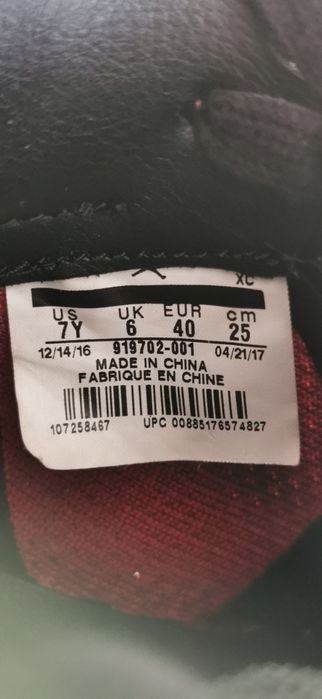 XC
US UK EUR cm
7Y 6 40 25
12/14/16 919702-001 04/21/17
MADE IN CHINA
FABRIQUE EN CHINE
107258467 UPC 00885176574827